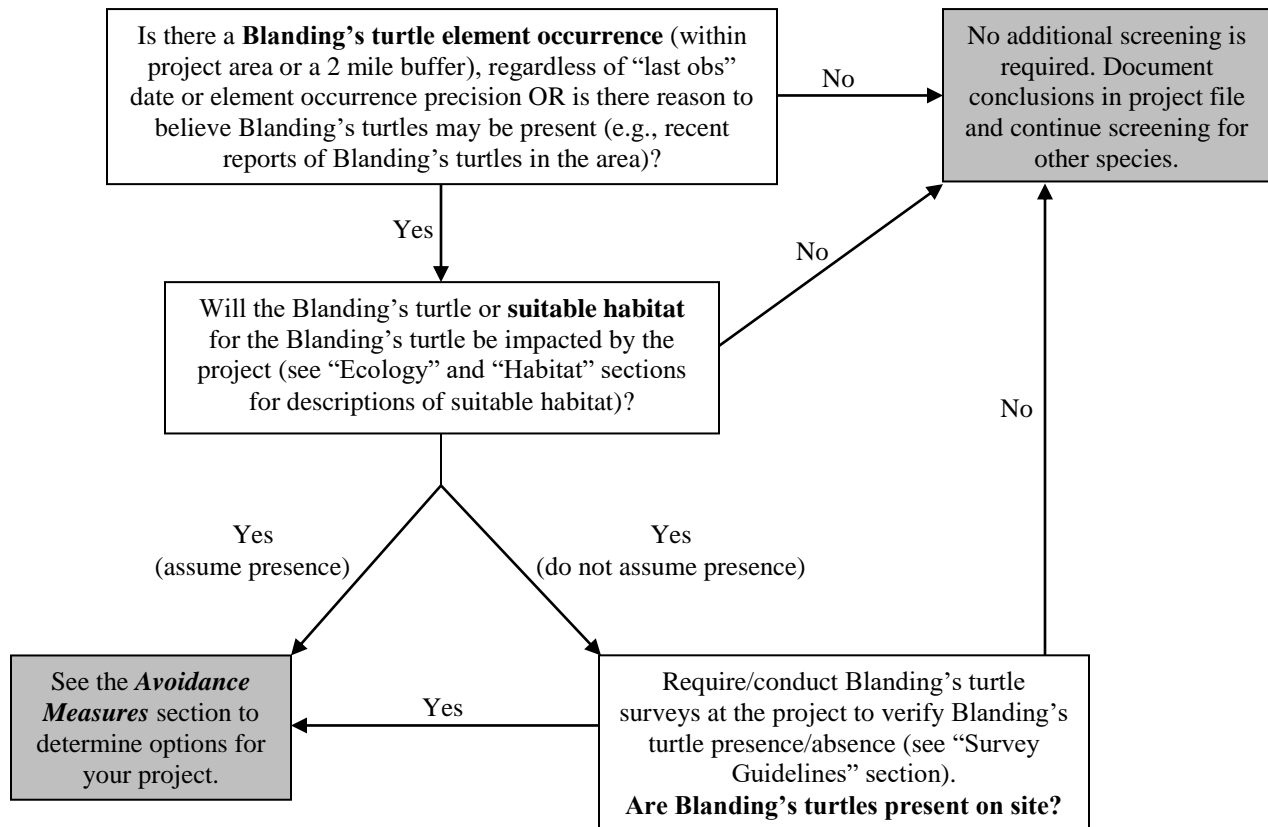 Is there a Blanding’s turtle element occurrence (within
project area or a 2 mile buffer), regardless of “last obs”
date or element occurrence precision OR is there reason to
believe Blanding’s turtles may be present (e.g., recent
reports of Blanding’s turtles in the area)?
No
No additional screening is
required. Document
conclusions in project file
and continue screening for
other species.
Yes
No
Will the Blanding’s turtle or suitable habitat
for the Blanding’s turtle be impacted by the
project (see “Ecology” and “Habitat” sections
for descriptions of suitable habitat)?
No
Yes
(assume presence)
Yes
(do not assume presence)
See the Avoidance
Measures section to
determine options for
your project.
Yes
Require/conduct Blanding’s turtle
surveys at the project to verify Blanding’s
turtle presence/absence (see “Survey
Guidelines” section).
Are Blanding’s turtles present on site?